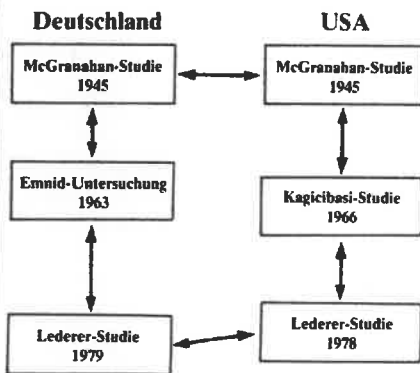 Deutschland
USA
McGranahan-Studie
1945
McGranahan-Studie
1945
Emnid-Untersuchung
1963
Kagicibasi-Studie
1966
Lederer-Studie
1979
Lederer-Studie
1978